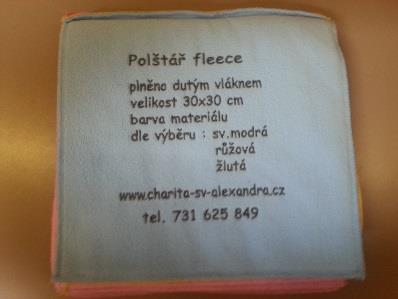 Polštář fleece
plněno dutým vláknem
velikost 30x30 cm
barva materiálu
dle výběru : sv.modrá
růžová
žlutá
www.charita-sv-alexandra.cz
tel. 731 625 849